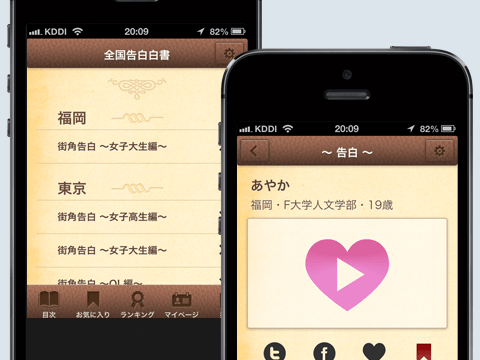 KDDI 20:09 82%
全国告白白書
福岡
街角告白 〜女子大生編〜
東京
街角告白 〜女子高生編〜
街角告白 〜女子大生編〜
街角告白 〜OL編〜
目次 お気に入り ランキング マイページ
KDDI 20:09 82%
〜 告白 〜
あやか
福岡・F大学人文学部・19歳